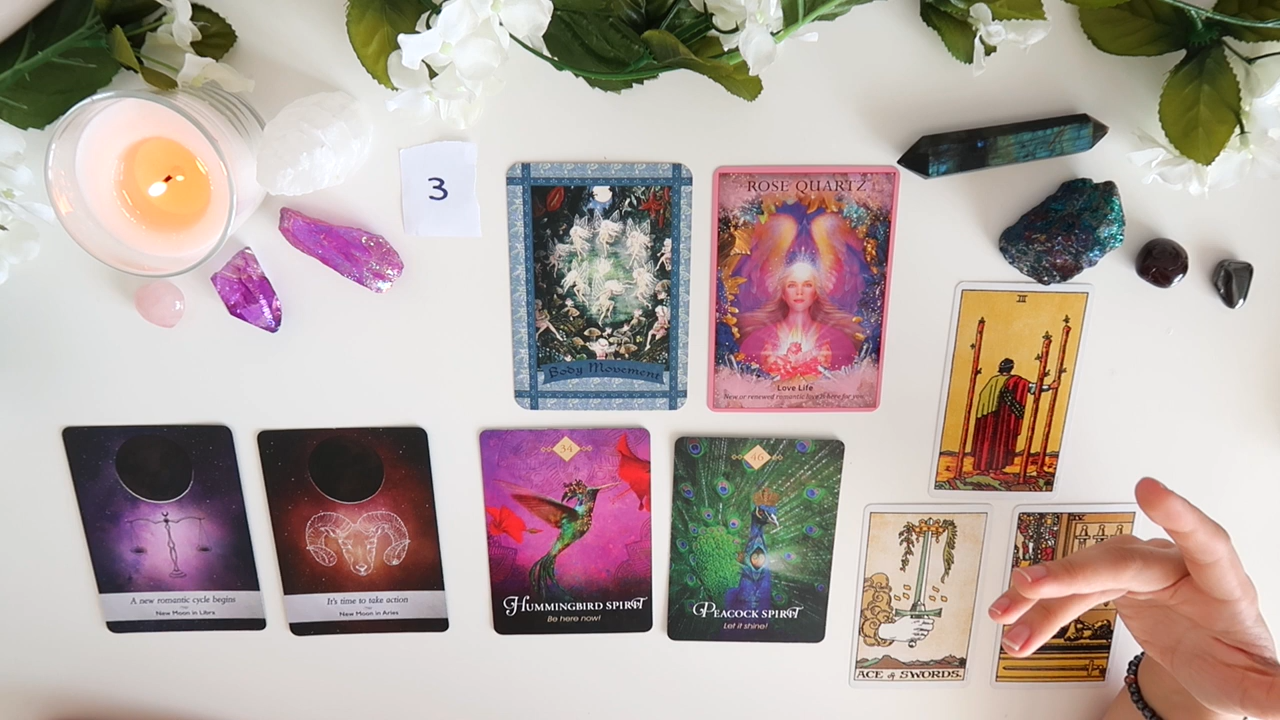 3
Body Movement
ROSE QUARTZ
Love Life
New or renewed romantic love is here for you
III
A new romantic cycle begins
New Moon in Libra
It's time to take action
New Moon in Aries
34
HUMMINGBIRD SPIRIT
Be here now!
46
PEACOCK SPIRIT
Let it shine!
ACE of SWORDS.